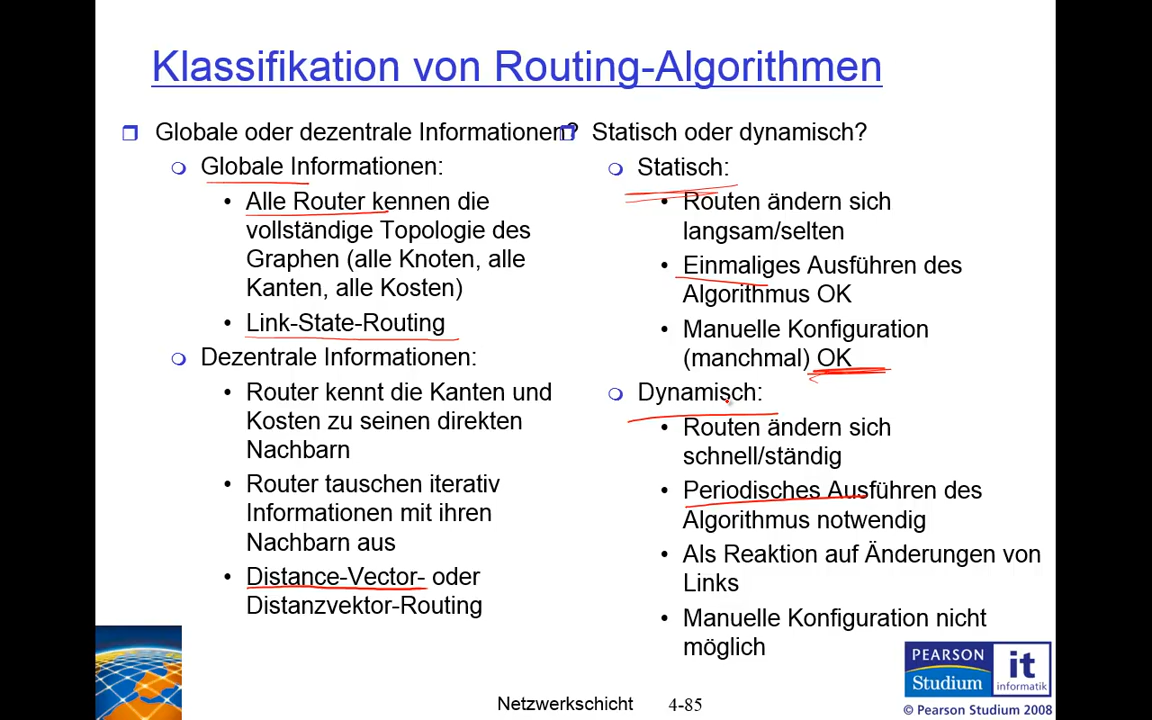 Klassifikation von Routing-Algorithmen
Globale oder dezentrale Informationen?
Globale Informationen:
Alle Router kennen die
vollständige Topologie des
Graphen (alle Knoten, alle
Kanten, alle Kosten)
Link-State-Routing
Dezentrale Informationen:
Router kennt die Kanten und
Kosten zu seinen direkten
Nachbarn
Router tauschen iterativ
Informationen mit ihren
Nachbarn aus
Distance-Vector- oder
Distanzvektor-Routing
Statisch oder dynamisch?
Statisch:
Routen ändern sich
langsam/selten
Einmaliges Ausführen des
Algorithmus OK
Manuelle Konfiguration
(manchmal) OK
Dynamisch:
Routen ändern sich
schnell/ständig
Periodisches Ausführen des
Algorithmus notwendig
Als Reaktion auf Änderungen von
Links
Manuelle Konfiguration nicht
möglich
PEARSON
Studium
it
informatik
Netzwerkschicht 4-85
© Pearson Studium 2008